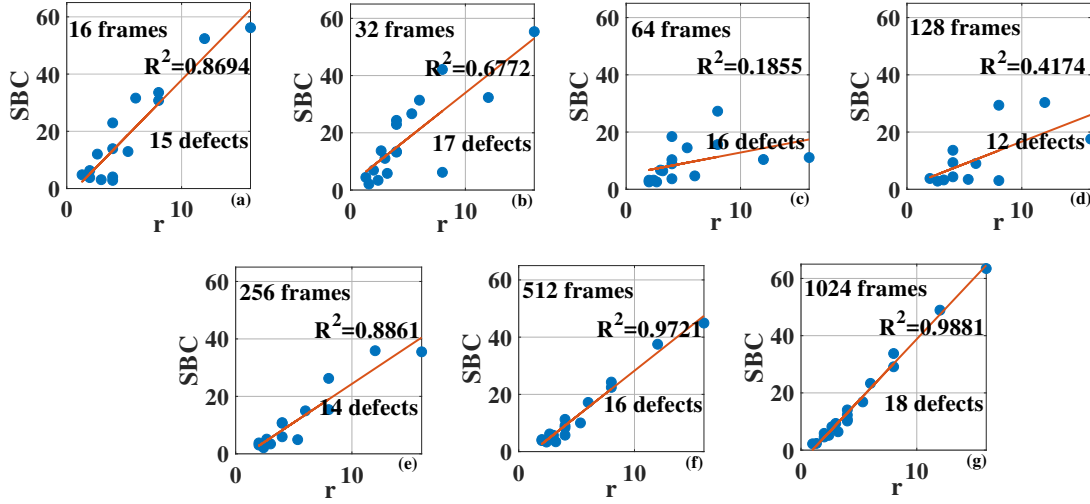 60
16 frames
R²=0.8694
40
SBC
20
15 defects
0
0
10
r
(a)
60
32 frames
R²=0.6772
40
SBC
20
17 defects
0
0
10
r
(b)
60
64 frames
R²=0.1855
40
SBC
20
16 defects
0
0
10
r
(c)
60
128 frames
R²=0.4174
40
SBC
20
12 defects
0
0
10
r
(d)
60
256 frames
R²=0.8861
40
SBC
20
14 defects
0
0
10
r
(e)
60
512 frames
R²=0.9721
40
SBC
20
16 defects
0
0
10
r
(f)
60
1024 frames
R²=0.9881
40
SBC
20
18 defects
0
0
10
r
(g)